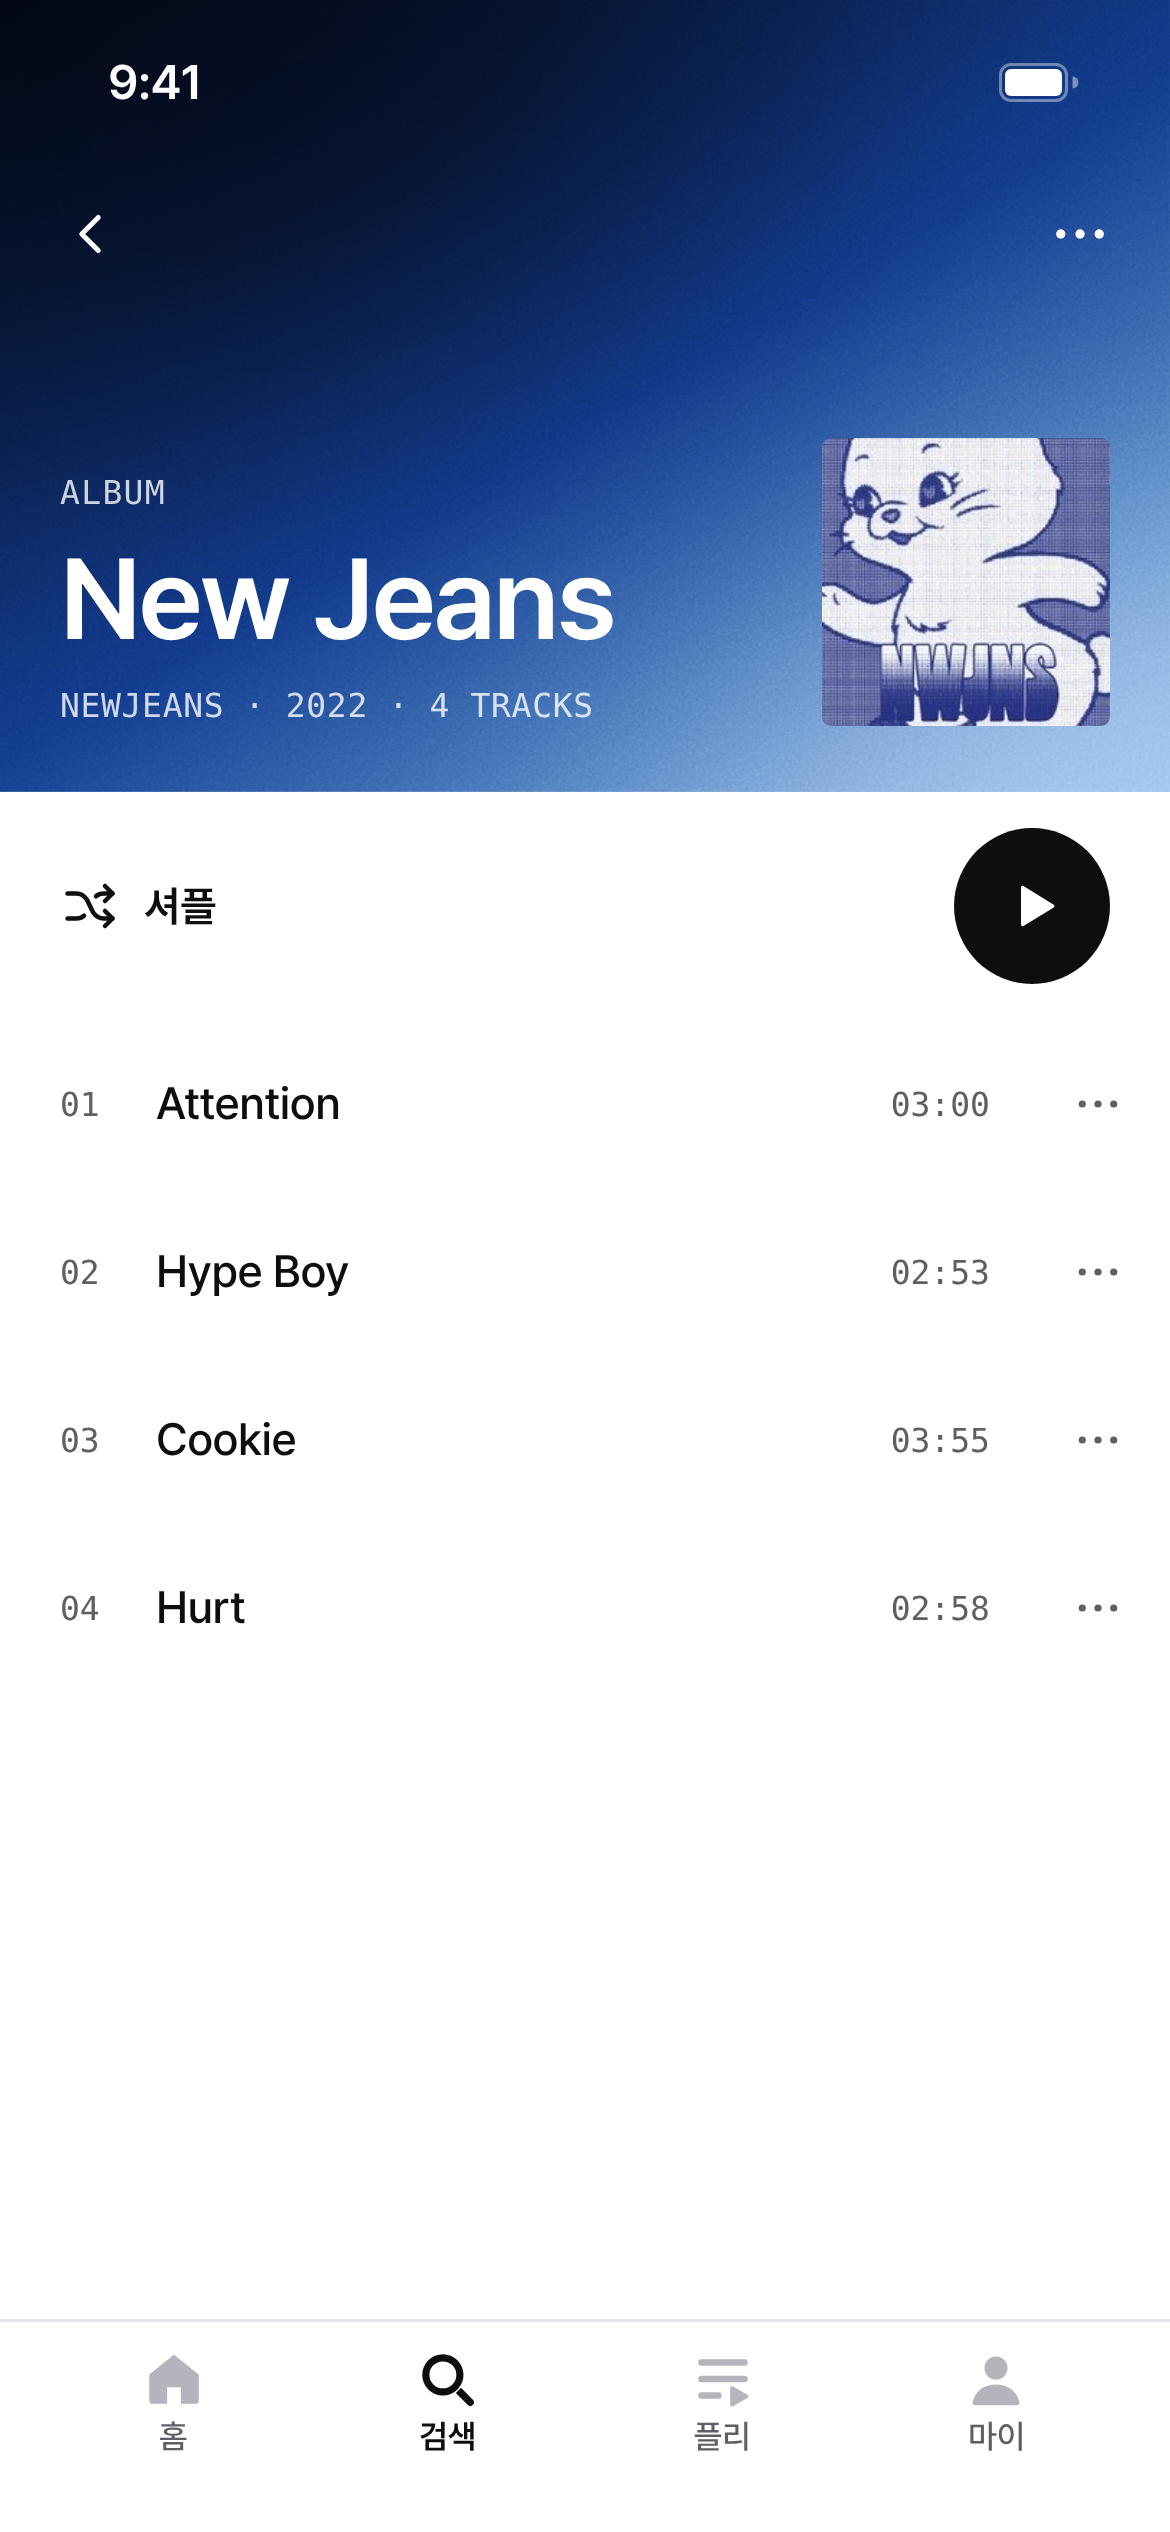 9:41
ALBUM
New Jeans
NEWJEANS · 2022 · 4 TRACKS
NWJNS
셔플
01 Attention 03:00
02 Hype Boy 02:53
03 Cookie 03:55
04 Hurt 02:58
홈 검색 플리 마이